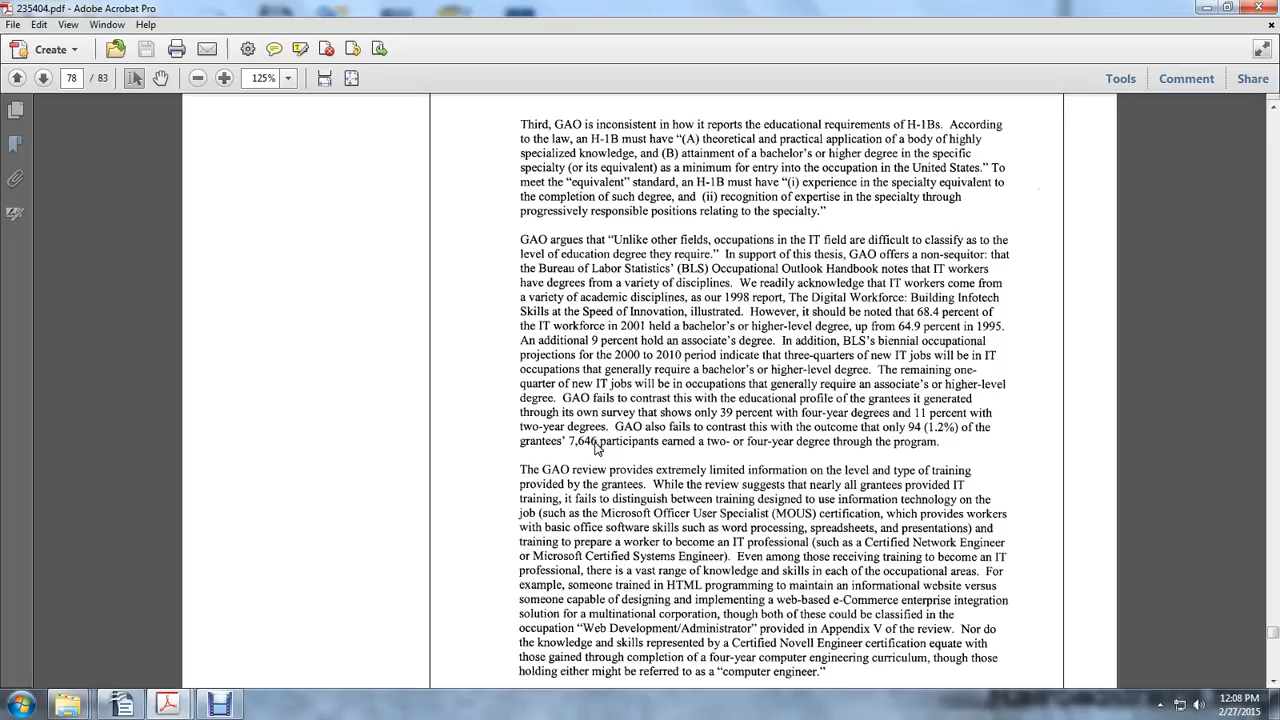 235404.pdf - Adobe Acrobat Pro
File Edit View Window Help
Create
78 / 83 125% Tools Comment Share
Third, GAO is inconsistent in how it reports the educational requirements of H-1Bs. According
to the law, an H-1B must have “(A) theoretical and practical application of a body of highly
specialized knowledge, and (B) attainment of a bachelor’s or higher degree in the specific
specialty (or its equivalent) as a minimum for entry into the occupation in the United States.” To
meet the “equivalent” standard, an H-1B must have “(i) experience in the specialty equivalent to
the completion of such degree, and (ii) recognition of expertise in the specialty through
progressively responsible positions relating to the specialty.”
GAO argues that “Unlike other fields, occupations in the IT field are difficult to classify as to the
level of education degree they require.” In support of this thesis, GAO offers a non-sequitor: that
the Bureau of Labor Statistics’ (BLS) Occupational Outlook Handbook notes that IT workers
have degrees from a variety of disciplines. We readily acknowledge that IT workers come from
a variety of academic disciplines, as our 1998 report, The Digital Workforce: Building Infotech
Skills at the Speed of Innovation, illustrated. However, it should be noted that 68.4 percent of
the IT workforce in 2001 held a bachelor’s or higher-level degree, up from 64.9 percent in 1995.
An additional 9 percent hold an associate’s degree. In addition, BLS’s biennial occupational
projections for the 2000 to 2010 period indicate that three-quarters of new IT jobs will be in IT
occupations that generally require a bachelor’s or higher-level degree. The remaining one-
quarter of new IT jobs will be in occupations that generally require an associate’s or higher-level
degree. GAO fails to contrast this with the educational profile of the grantees it generated
through its own survey that shows only 39 percent with four-year degrees and 11 percent with
two-year degrees. GAO also fails to contrast this with the outcome that only 94 (1.2%) of the
grantees’ 7,646 participants earned a two- or four-year degree through the program.
The GAO review provides extremely limited information on the level and type of training
provided by the grantees. While the review suggests that nearly all grantees provided IT
training, it fails to distinguish between training designed to use information technology on the
job (such as the Microsoft Officer User Specialist (MOUS) certification, which provides workers
with basic office software skills such as word processing, spreadsheets, and presentations) and
training to prepare a worker to become an IT professional (such as a Certified Network Engineer
or Microsoft Certified Systems Engineer). Even among those receiving training to become an IT
professional, there is a vast range of knowledge and skills in each of the occupational areas. For
example, someone trained in HTML programming to maintain an informational website versus
someone capable of designing and implementing a web-based e-Commerce enterprise integration
solution for a multinational corporation, though both of these could be classified in the
occupation “Web Development/Administrator” provided in Appendix V of the review. Nor do
the knowledge and skills represented by a Certified Novell Engineer certification equate with
those gained through completion of a four-year computer engineering curriculum, though those
holding either might be referred to as a “computer engineer.”
12:08 PM
2/27/2015